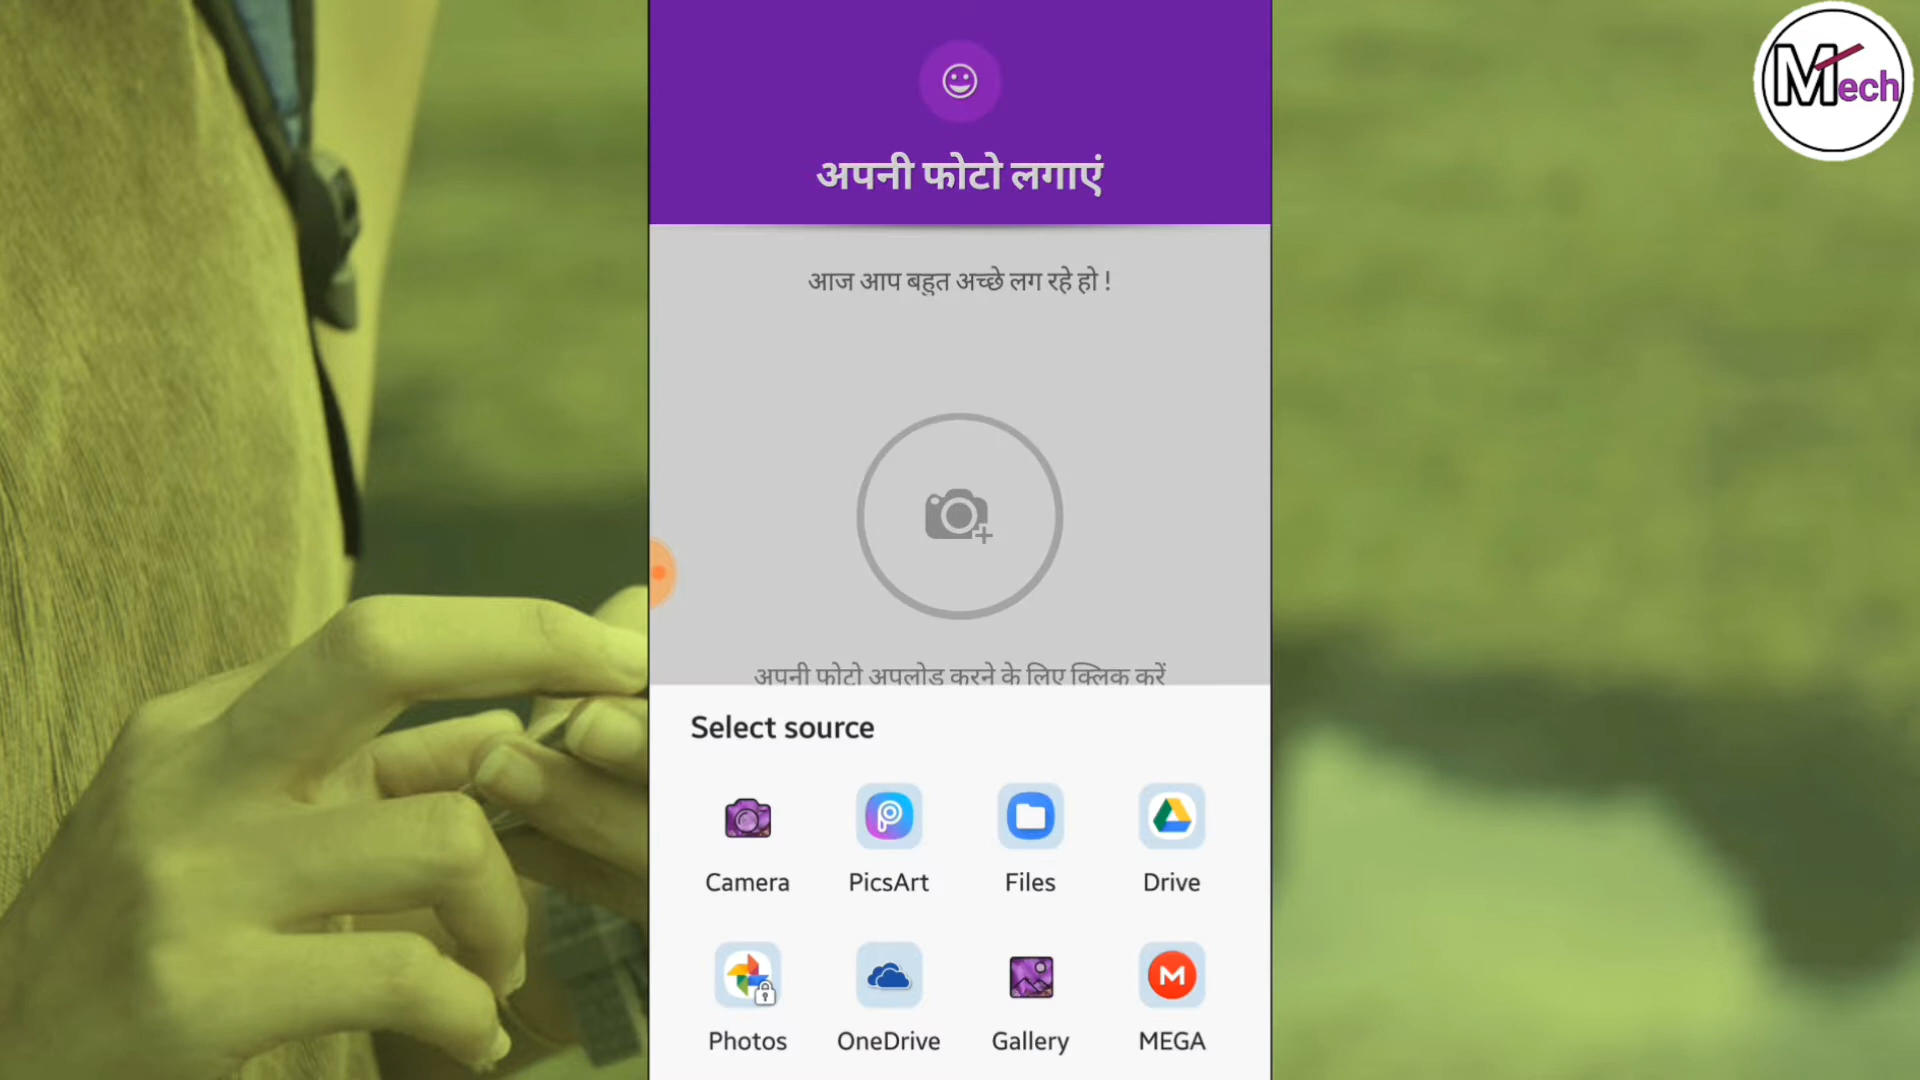 MTech
अपनी फोटो लगाएं
आज आप बहुत अच्छे लग रहे हो !
अपनी फोटो अपलोड करने के लिए क्लिक करें
Select source
Camera
PicsArt
Files
Drive
Photos
OneDrive
Gallery
MEGA